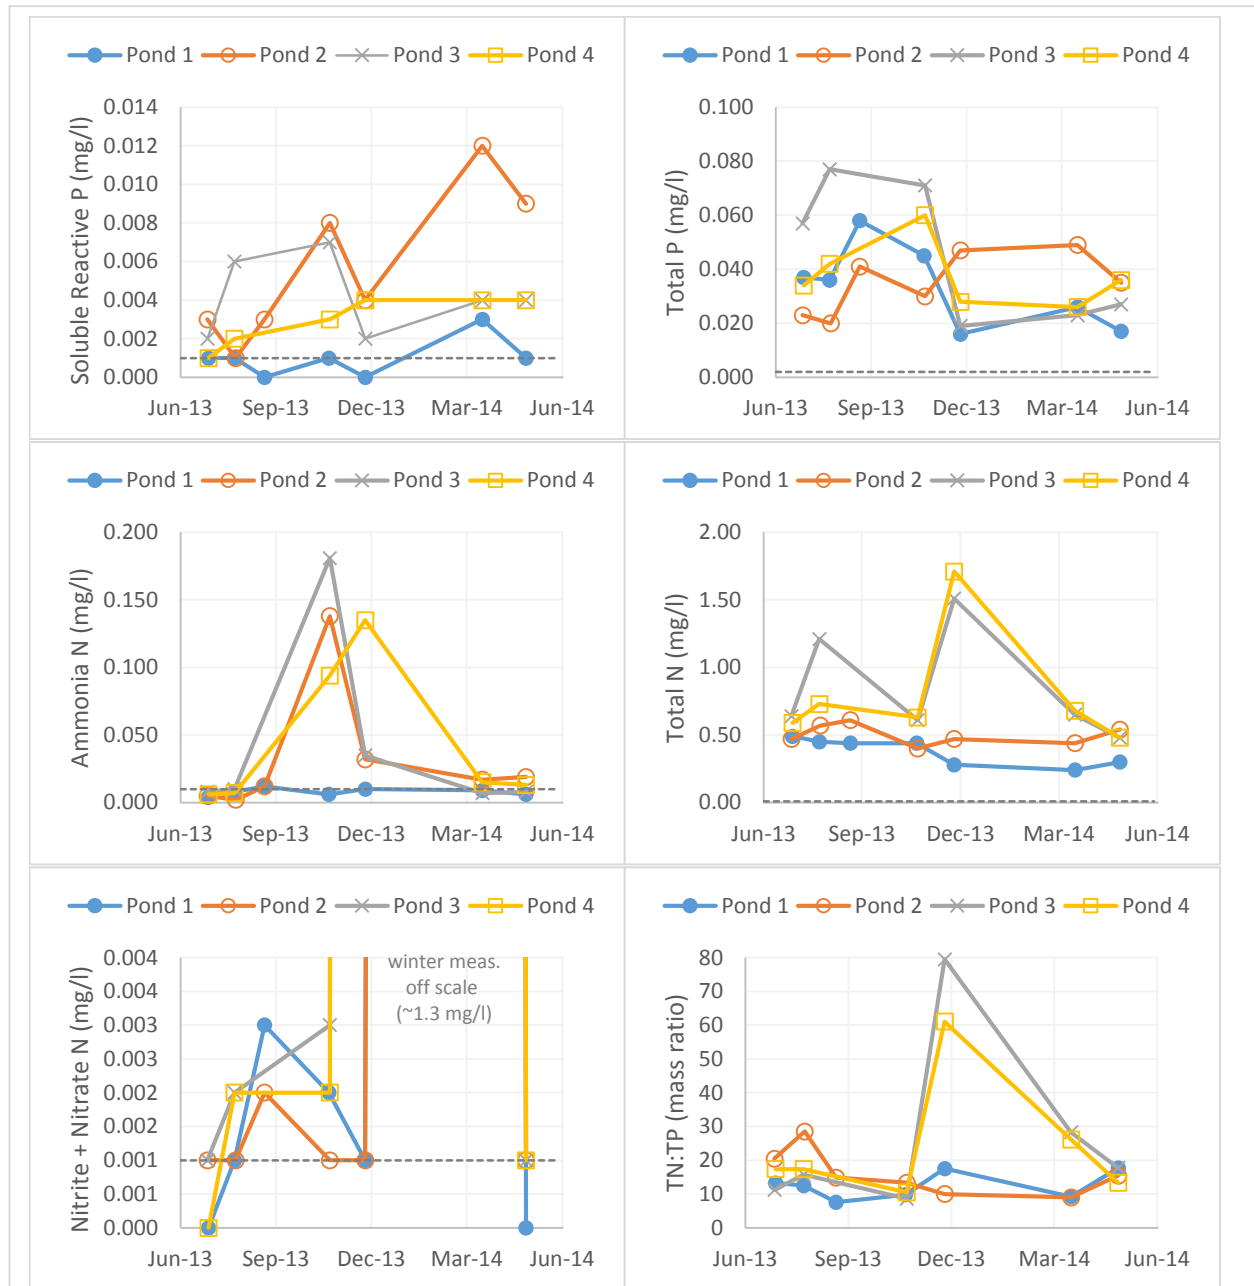 Pond 1 Pond 2 Pond 3 Pond 4
Soluble Reactive P (mg/l)
0.014
0.012
0.010
0.008
0.006
0.004
0.002
0.000
Jun-13 Sep-13 Dec-13 Mar-14 Jun-14
Pond 1 Pond 2 Pond 3 Pond 4
Total P (mg/l)
0.100
0.080
0.060
0.040
0.020
0.000
Jun-13 Sep-13 Dec-13 Mar-14 Jun-14
Pond 1 Pond 2 Pond 3 Pond 4
Ammonia N (mg/l)
0.200
0.150
0.100
0.050
0.000
Jun-13 Sep-13 Dec-13 Mar-14 Jun-14
Pond 1 Pond 2 Pond 3 Pond 4
Total N (mg/l)
2.00
1.50
1.00
0.50
0.00
Jun-13 Sep-13 Dec-13 Mar-14 Jun-14
Pond 1 Pond 2 Pond 3 Pond 4
Nitrite + Nitrate N (mg/l)
0.004
0.003
0.003
0.002
0.002
0.001
0.001
0.000
winter meas.
off scale
(~1.3 mg/l)
Jun-13 Sep-13 Dec-13 Mar-14 Jun-14
Pond 1 Pond 2 Pond 3 Pond 4
TN:TP (mass ratio)
80
70
60
50
40
30
20
10
0
Jun-13 Sep-13 Dec-13 Mar-14 Jun-14